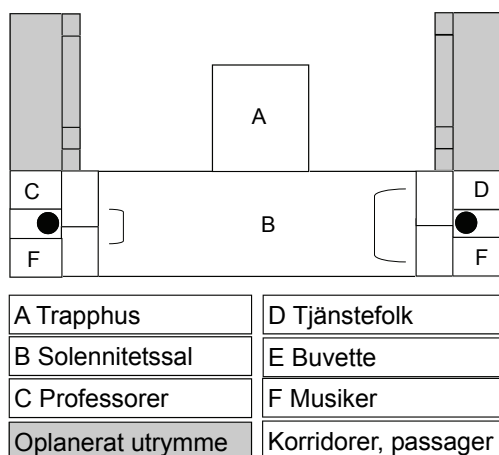 A
C
D
B
F
F
A Trapphus
D Tjänstefolk
B Solennitetssal
E Buvette
C Professorer
F Musiker
Oplanerat utrymme
Korridorer, passager